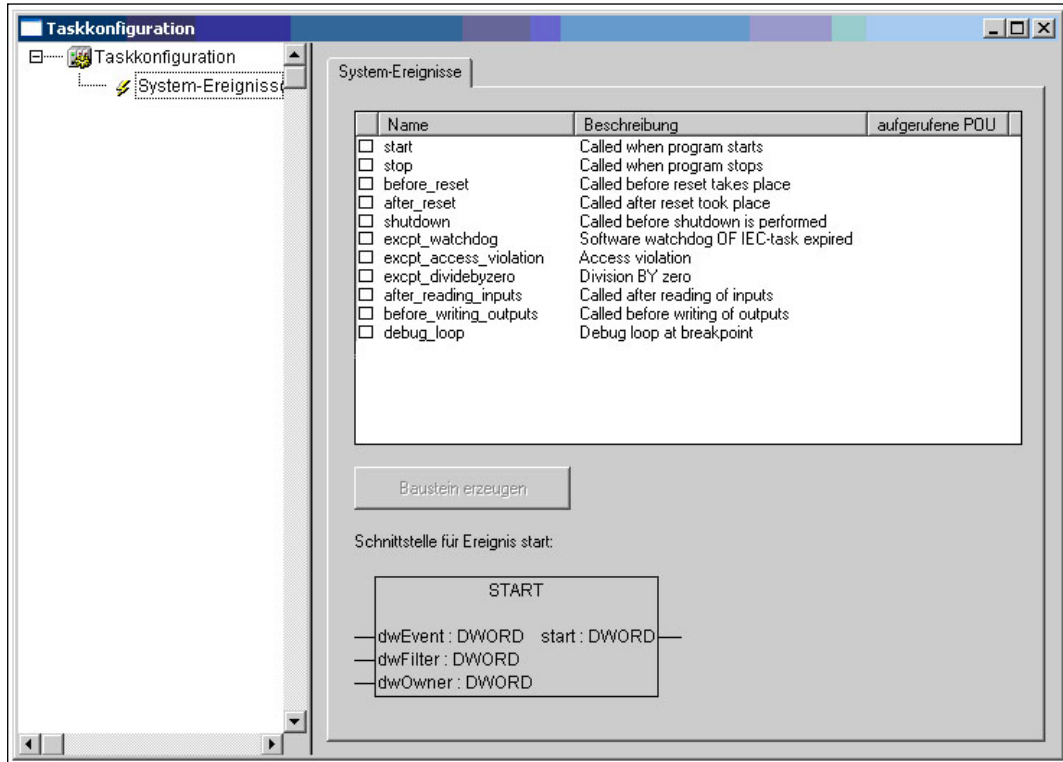 Taskkonfiguration
Taskkonfiguration
System-Ereignisse
System-Ereignisse
Name Beschreibung aufgerufene POU
start Called when program starts
stop Called when program stops
before_reset Called before reset takes place
after_reset Called after reset took place
shutdown Called before shutdown is performed
excpt_watchdog Software watchdog OF IEC-task expired
excpt_access_violation Access violation
excpt_dividebyzero Division BY zero
after_reading_inputs Called after reading of inputs
before_writing_outputs Called before writing of outputs
debug_loop Debug loop at breakpoint
Baustein erzeugen
Schnittstelle für Ereignis start:
START
dwEvent : DWORD start : DWORD
dwFilter : DWORD
dwOwner : DWORD